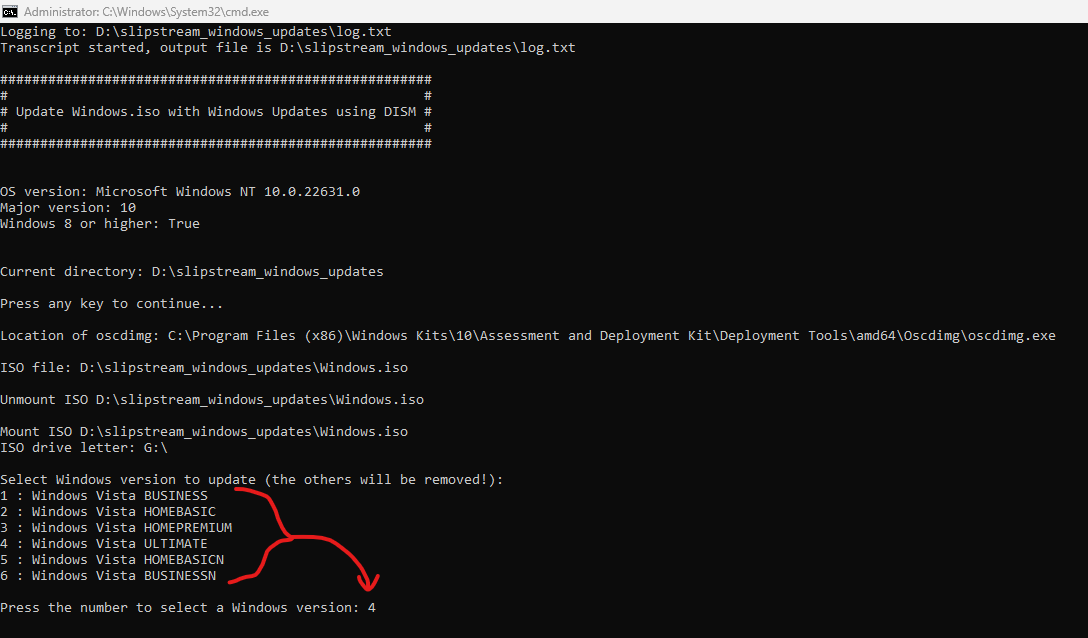 Administrator: C:\Windows\System32\cmd.exe
Logging to: D:\slipstream_windows_updates\log.txt
Transcript started, output file is D:\slipstream_windows_updates\log.txt
######################################################
#                                                    #
# Update Windows.iso with Windows Updates using DISM #
#                                                    #
######################################################
OS version: Microsoft Windows NT 10.0.22631.0
Major version: 10
Windows 8 or higher: True
Current directory: D:\slipstream_windows_updates
Press any key to continue...
Location of oscdimg: C:\Program Files (x86)\Windows Kits\10\Assessment and Deployment Kit\Deployment Tools\amd64\Oscdimg\oscdimg.exe
ISO file: D:\slipstream_windows_updates\Windows.iso
Unmount ISO D:\slipstream_windows_updates\Windows.iso
Mount ISO D:\slipstream_windows_updates\Windows.iso
ISO drive letter: G:\
Select Windows version to update (the others will be removed!):
1 : Windows Vista BUSINESS
2 : Windows Vista HOMEBASIC
3 : Windows Vista HOMEPREMIUM
4 : Windows Vista ULTIMATE
5 : Windows Vista HOMEBASICN
6 : Windows Vista BUSINESSN
Press the number to select a Windows version: 4